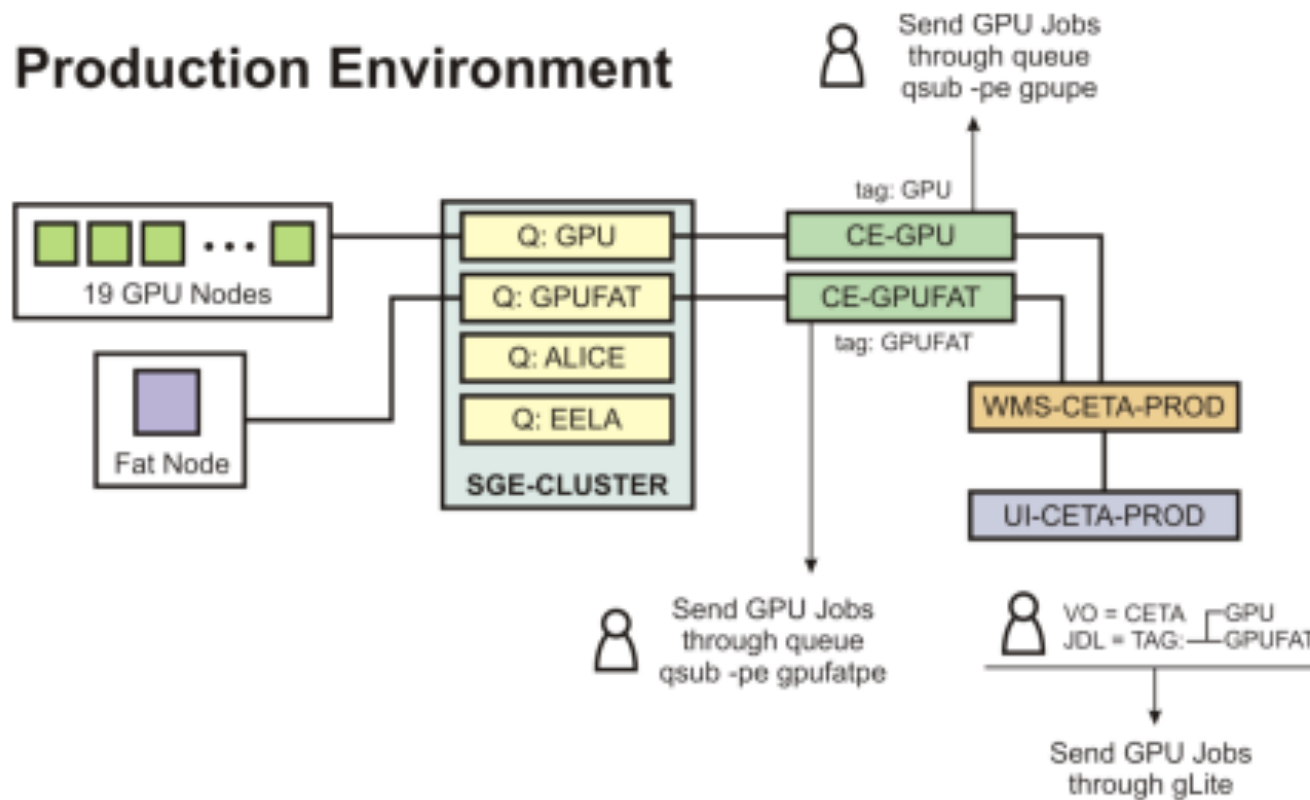 Production Environment
Send GPU Jobs
through queue
qsub -pe gpupe
tag: GPU
19 GPU Nodes
Q: GPU
CE-GPU
Q: GPUFAT
CE-GPUFAT
tag: GPUFAT
Q: ALICE
Q: EELA
SGE-CLUSTER
Fat Node
WMS-CETA-PROD
UI-CETA-PROD
Send GPU Jobs
through queue
qsub -pe gpufatpe
VO = CETA GPU
JDL = TAG: GPUFAT
Send GPU Jobs
through gLite